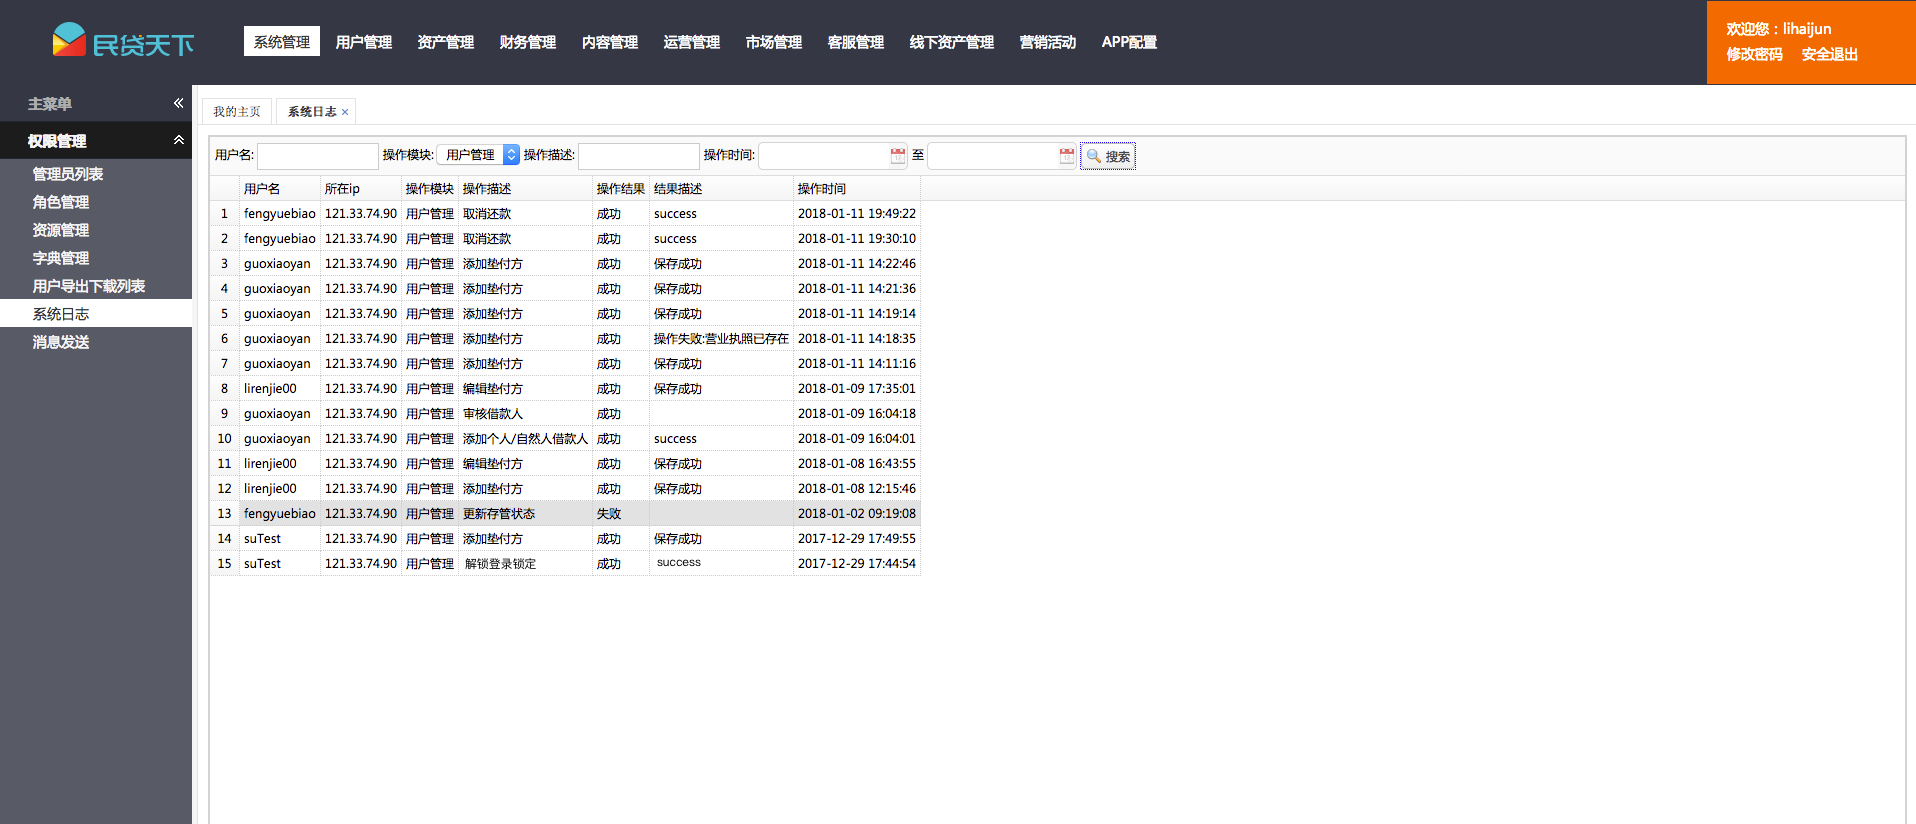 民贷天下
系统管理 用户管理 资产管理 财务管理 内容管理 运营管理 市场管理 客服管理 线下资产管理 营销活动 APP配置
欢迎您：lihaijun
修改密码 安全退出
主菜单
权限管理
管理员列表
角色管理
资源管理
字典管理
用户导出下载列表
系统日志
消息发送
我的主页 系统日志
用户名: 操作模块: 用户管理 操作描述: 操作时间: 至 搜索
用户名 所在ip 操作模块 操作描述 操作结果 结果描述 操作时间
1 fengyuebiao 121.33.74.90 用户管理 取消还款 成功 success 2018-01-11 19:49:22
2 fengyuebiao 121.33.74.90 用户管理 取消还款 成功 success 2018-01-11 19:30:10
3 guoxiaoyan 121.33.74.90 用户管理 添加垫付方 成功 保存成功 2018-01-11 14:22:46
4 guoxiaoyan 121.33.74.90 用户管理 添加垫付方 成功 保存成功 2018-01-11 14:21:36
5 guoxiaoyan 121.33.74.90 用户管理 添加垫付方 成功 保存成功 2018-01-11 14:19:14
6 guoxiaoyan 121.33.74.90 用户管理 添加垫付方 成功 操作失败:营业执照已存在 2018-01-11 14:18:35
7 guoxiaoyan 121.33.74.90 用户管理 添加垫付方 成功 保存成功 2018-01-11 14:11:16
8 lirenjie00 121.33.74.90 用户管理 编辑垫付方 成功 保存成功 2018-01-09 17:35:01
9 guoxiaoyan 121.33.74.90 用户管理 审核借款人 成功 2018-01-09 16:04:18
10 guoxiaoyan 121.33.74.90 用户管理 添加个人/自然人借款人 成功 success 2018-01-09 16:04:01
11 lirenjie00 121.33.74.90 用户管理 编辑垫付方 成功 保存成功 2018-01-08 16:43:55
12 lirenjie00 121.33.74.90 用户管理 添加垫付方 成功 保存成功 2018-01-08 12:15:46
13 fengyuebiao 121.33.74.90 用户管理 更新存管状态 失败 2018-01-02 09:19:08
14 suTest 121.33.74.90 用户管理 添加垫付方 成功 保存成功 2017-12-29 17:49:55
15 suTest 121.33.74.90 用户管理 解锁登录锁定 成功 success 2017-12-29 17:44:54